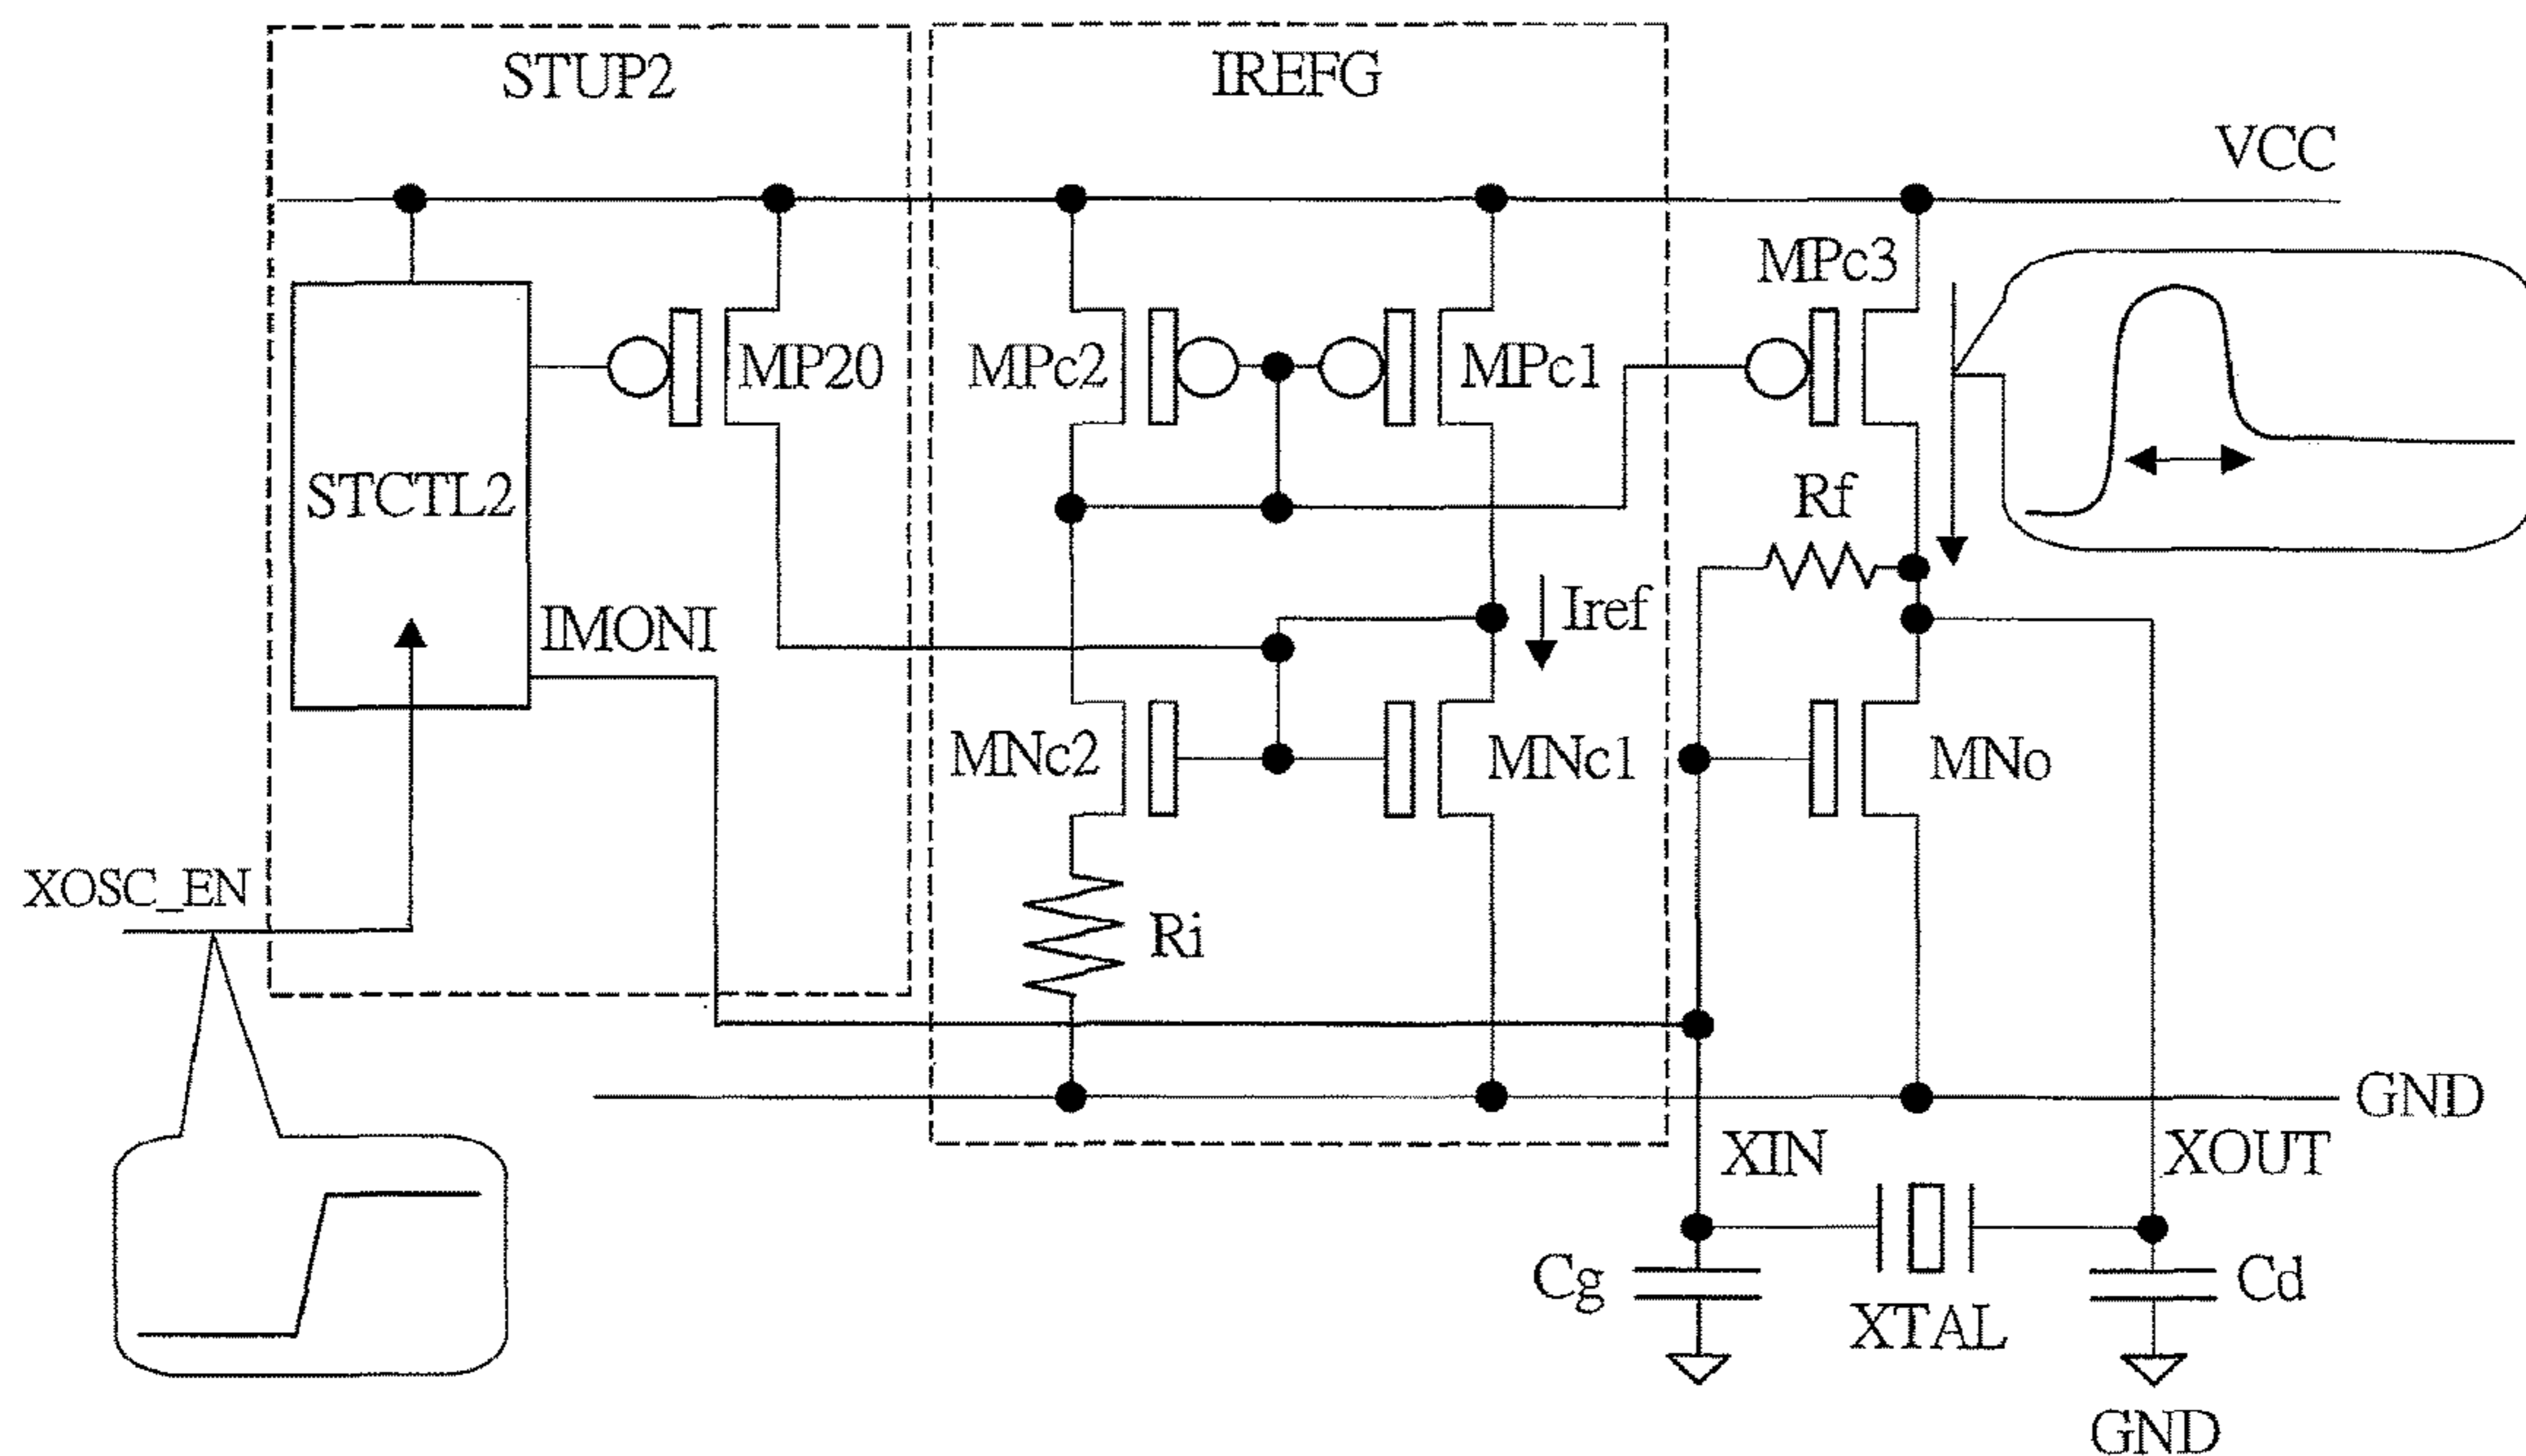 STUP2
IREFG
VCC
MPc3
MP20
MPc2
MPc1
STCTL2
Rf
IMONI
Iref
MNc2
MNc1
MNo
XOSC_EN
Ri
GND
XIN
XOUT
Cg
Cd
XTAL
GND